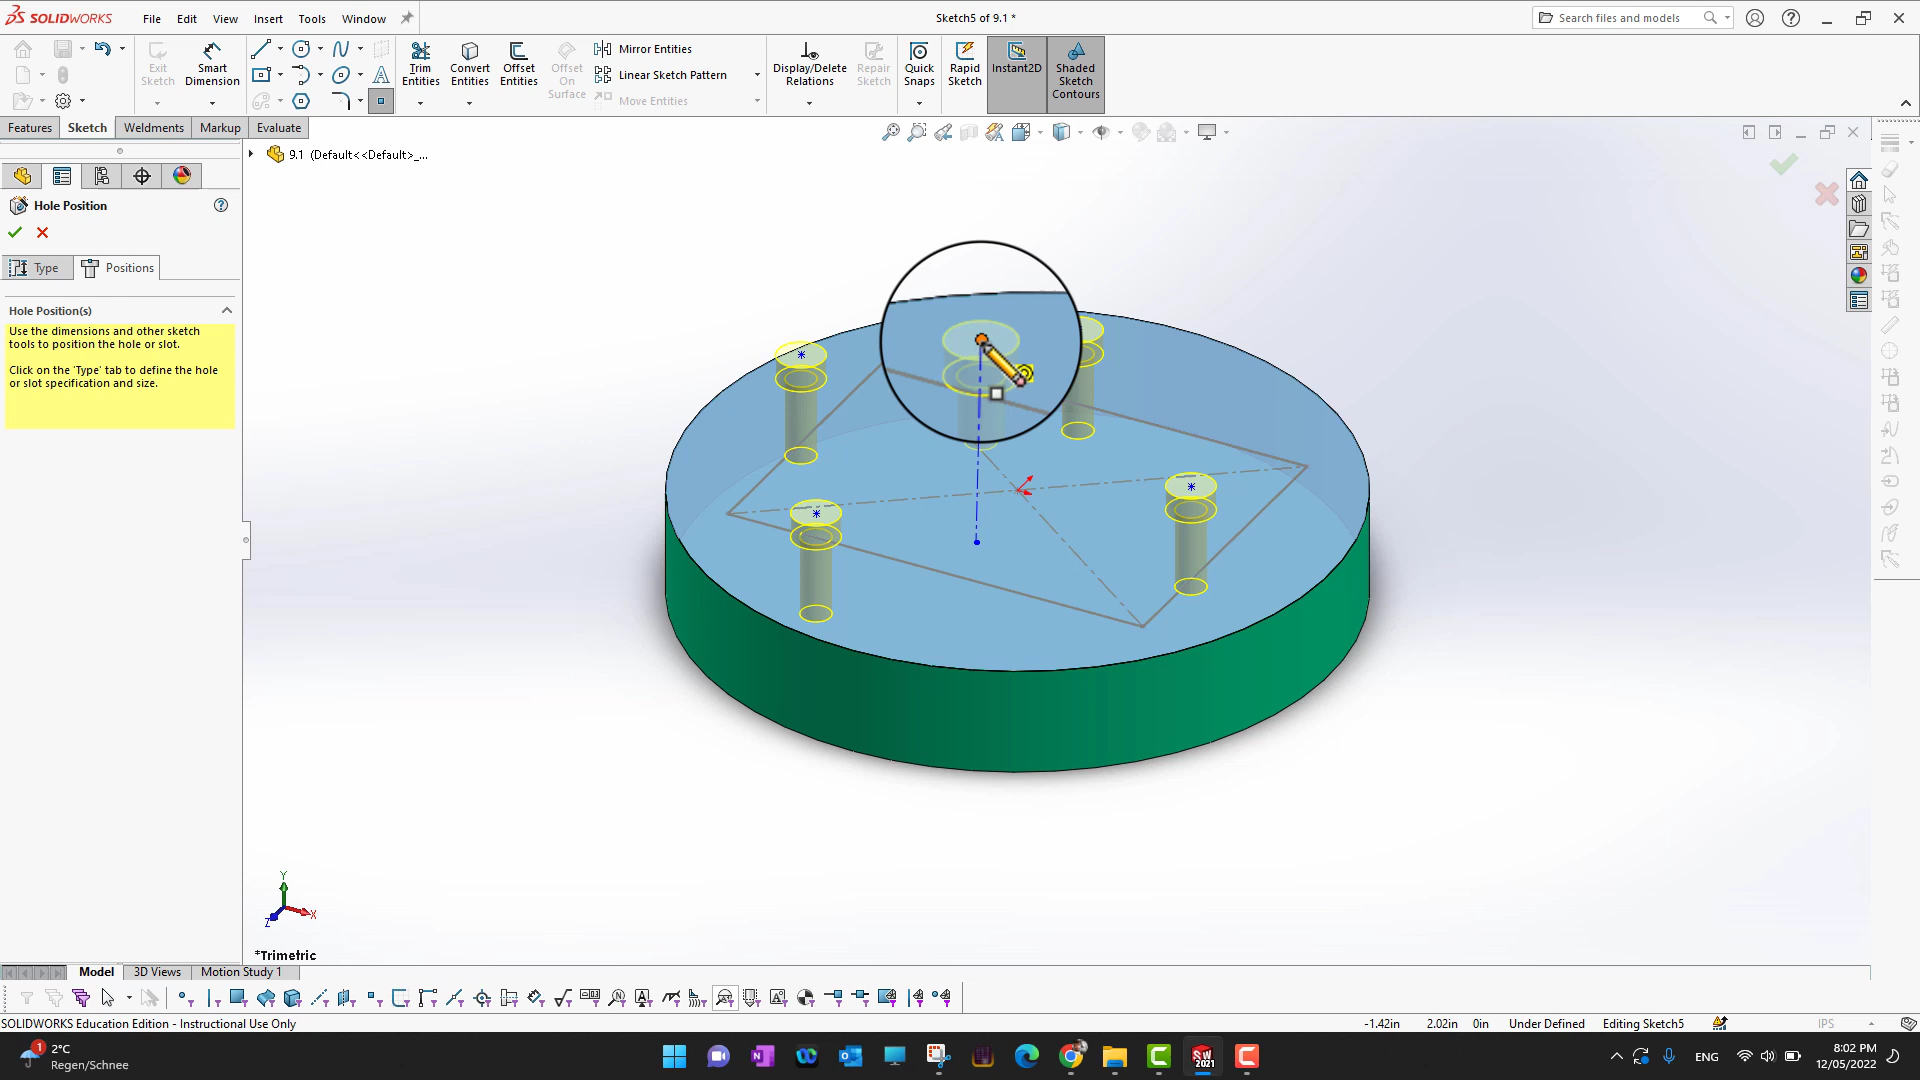 SOLIDWORKS
File
Edit
View
Insert
Tools
Window
Sketch5 of 9.1 *
Search files and models
Exit
Sketch
Smart
Dimension
Trim
Entities
Convert
Entities
Offset
Entities
Offset
On
Surface
Mirror Entities
Linear Sketch Pattern
Move Entities
Display/Delete
Relations
Repair
Sketch
Quick
Snaps
Rapid
Sketch
Instant2D
Shaded
Sketch
Contours
Features
Sketch
Weldments
Markup
Evaluate
9.1 (Default<<Default>_...
Hole Position
Type
Positions
Hole Position(s)
Use the dimensions and other sketch
tools to position the hole or slot.
Click on the 'Type' tab to define the hole
or slot specification and size.
Y
X
Z
*Trimetric
Model
3D Views
Motion Study 1
SOLIDWORKS Education Edition - Instructional Use Only
-1.42in
2.02in
0in
Under Defined
Editing Sketch5
IPS
1
2°C
Regen/Schnee
SW
2021
ENG
8:02 PM
12/05/2022